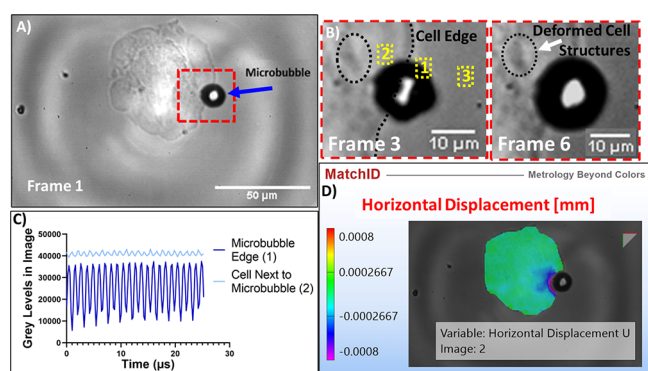 A)
Microbubble
Frame 1
50 μm
B)
Cell Edge
2
1
3
Frame 3
10 μm
Deformed Cell
Structures
Frame 6
10 μm
C)
Grey Levels in Image
50000
40000
30000
20000
10000
0
0
10
20
30
Time (μs)
Microbubble
Edge (1)
Cell Next to
Microbubble (2)
MatchID
Metrology Beyond Colors
D)
Horizontal Displacement [mm]
0.0008
0.0002667
-0.0002667
-0.0008
Variable: Horizontal Displacement U
Image: 2